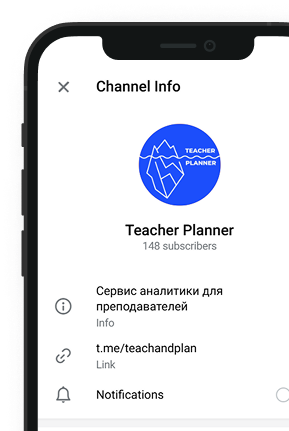 Channel Info
TEACHER
PLANNER
Teacher Planner
148 subscribers
Сервис аналитики для
преподавателей
Info
t.me/teachandplan
Link
Notifications